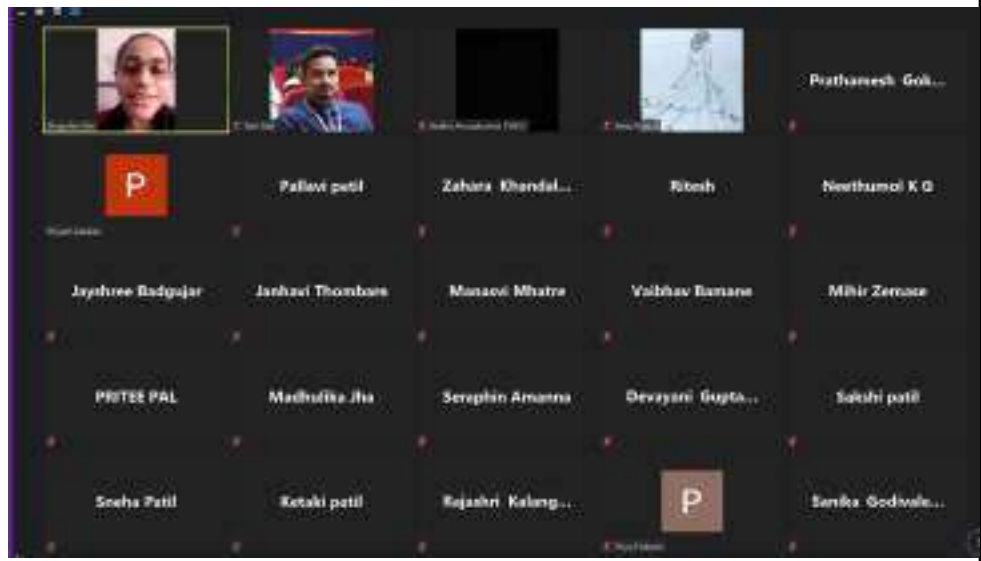 Prathamesh Gok...
P
Pallavi patil
Zahara Khandal...
Ritesh
Neethumol K G
Jayshree Badgujar
Janhavi Thombare
Manasvi Mhatre
Vaibhav Bamane
Mihir Zemase
PRITEE PAL
Madhulika Jha
Seraphin Amanna
Devayani Gupta...
Sakshi patil
Sneha Patil
Ketaki patil
Rajashri Kalang...
P
Sanika Godivale...